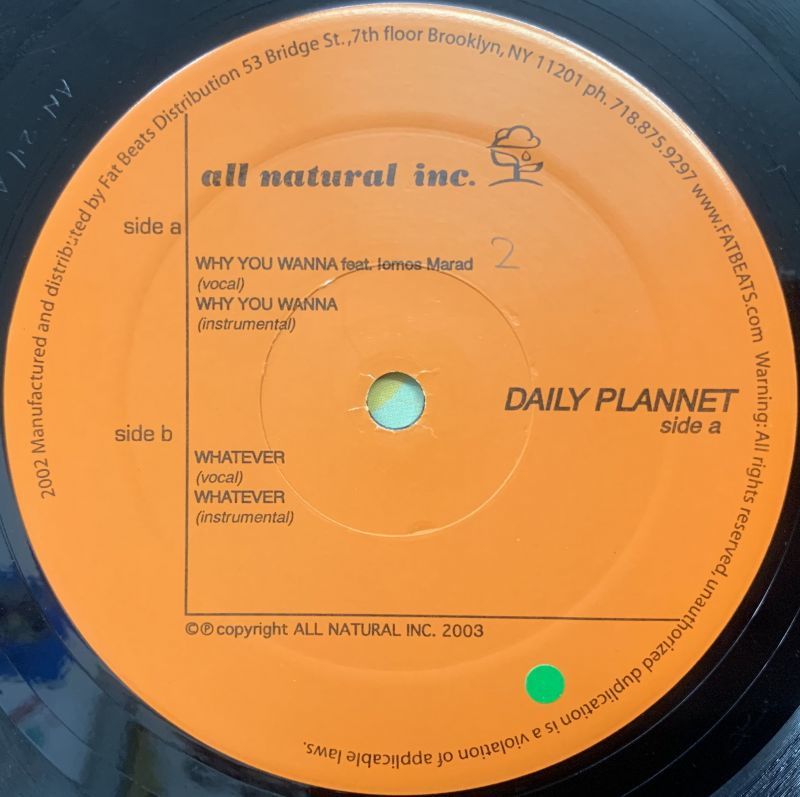 2002 Manufactured and distributed by Fat Beats Distribution 53 Bridge St.,7th floor Brooklyn, NY 11201 ph. 718.875.9297 www.FATBEATS.com Warning: All rights reserved, unauthorized duplication is a violation of applicable laws.
all natural inc.
side a
WHY YOU WANNA feat. Iomos Marad
2
(vocal)
WHY YOU WANNA
(instrumental)
DAILY PLANNET
side a
side b
WHATEVER
(vocal)
WHATEVER
(instrumental)
©℗ copyright ALL NATURAL INC. 2003